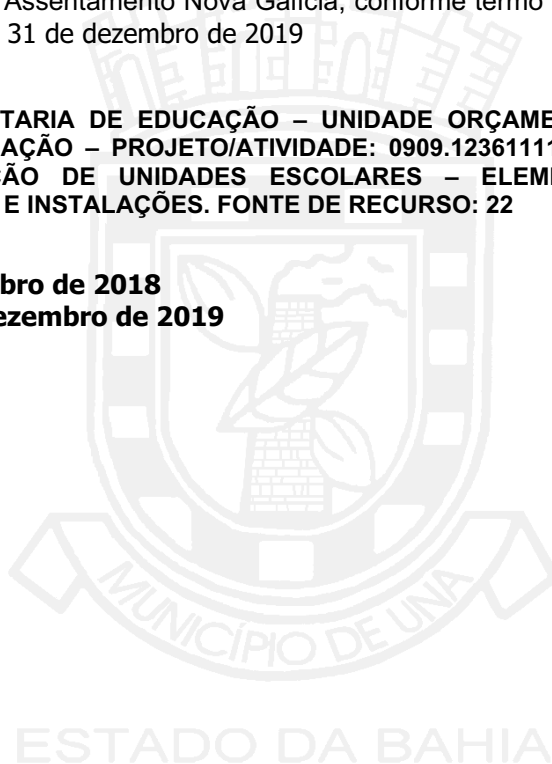 Assentamento Nova Galícia, conforme termo
31 de dezembro de 2019
TARIA DE EDUCAÇÃO – UNIDADE ORÇAME
AÇÃO – PROJETO/ATIVIDADE: 0909.12361111
ÇÃO DE UNIDADES ESCOLARES – ELEM
E INSTALAÇÕES. FONTE DE RECURSO: 22
bro de 2018
ezembro de 2019
MUNICÍPIO DE UNA
ESTADO DA BAHIA